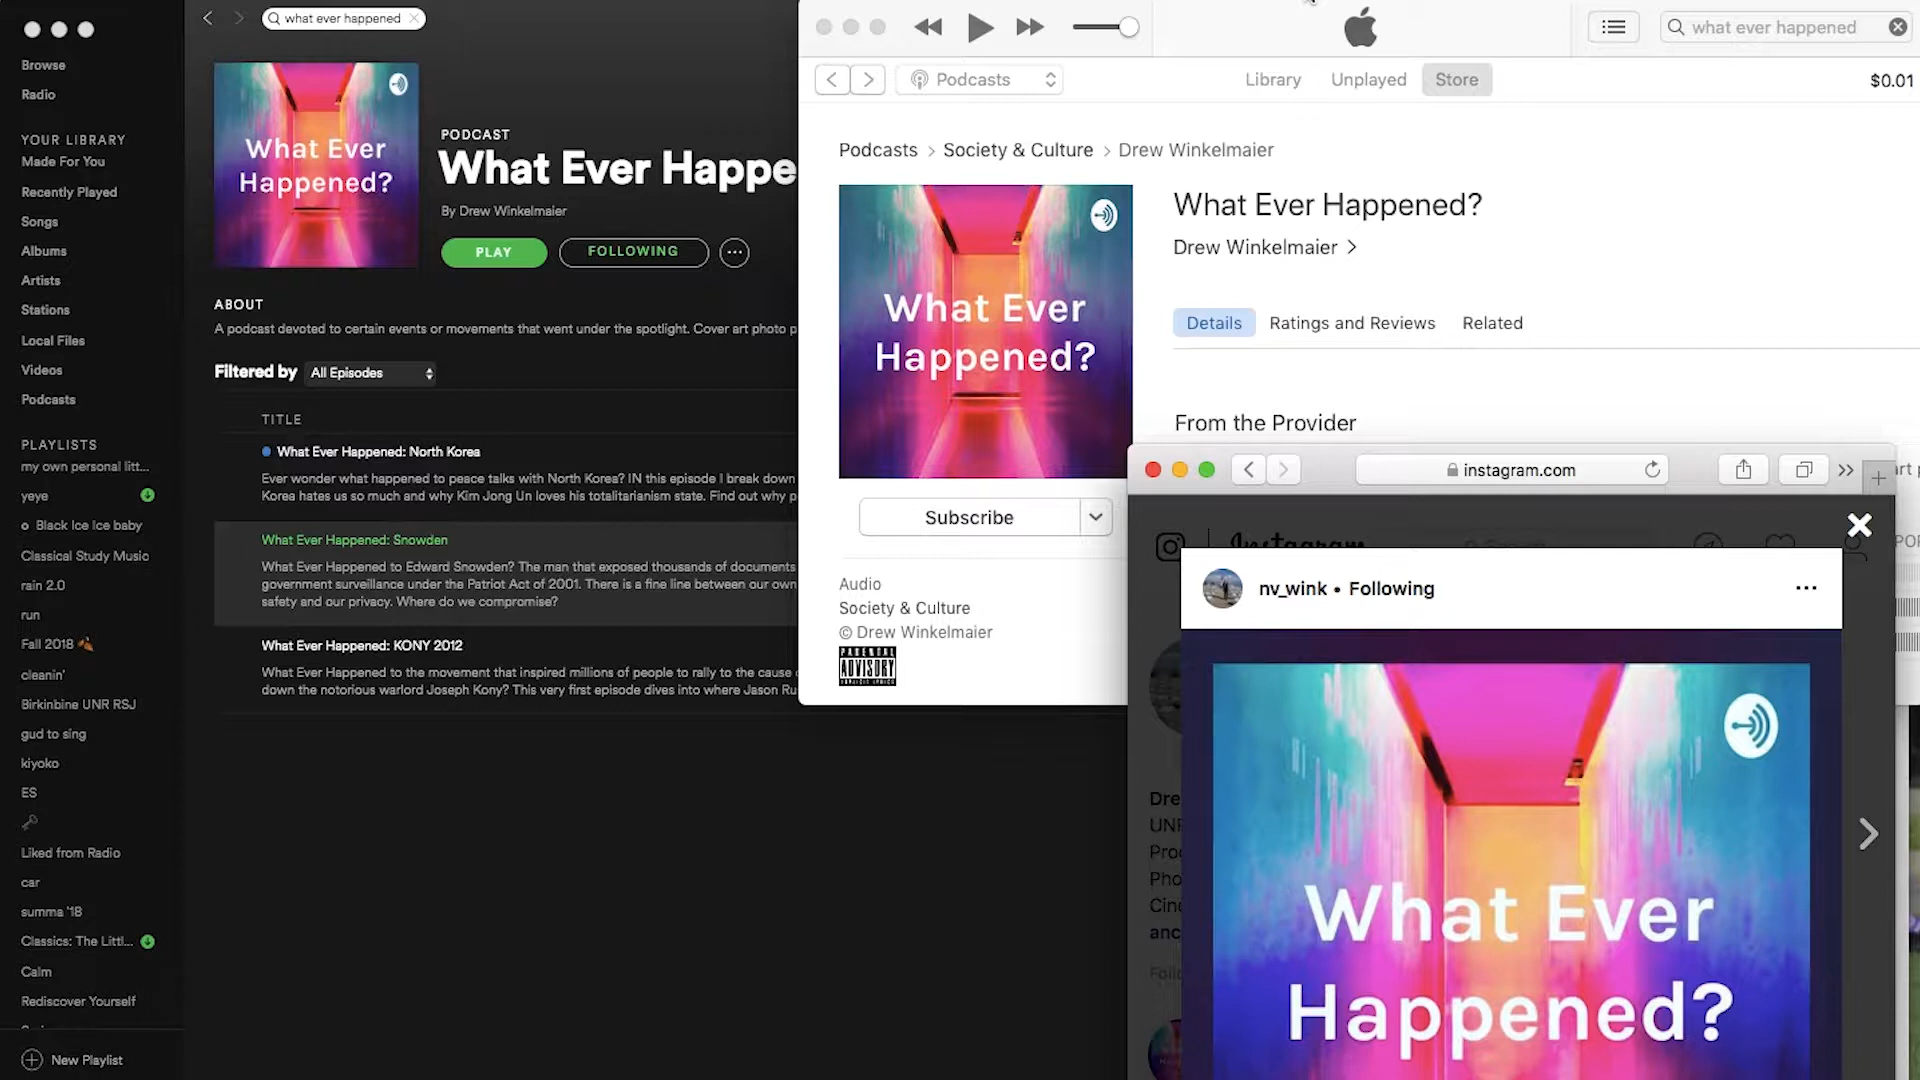 what ever happened
Browse
Radio
YOUR LIBRARY
Made For You
Recently Played
Songs
Albums
Artists
Stations
Local Files
Videos
Podcasts
PLAYLISTS
my own personal litt...
yeye
Black Ice Ice baby
Classical Study Music
rain 2.0
run
Fall 2018 🍂
cleanin'
Birkinbine UNR RSJ
gud to sing
kiyoko
ES
🗝
Liked from Radio
car
summa '18
Classics: The Littl...
Calm
Rediscover Yourself
New Playlist
What Ever
Happened?
PODCAST
What Ever Happe
By Drew Winkelmaier
PLAY
FOLLOWING
ABOUT
A podcast devoted to certain events or movements that went under the spotlight. Cover art photo p
Filtered by All Episodes
TITLE
What Ever Happened: North Korea
Ever wonder what happened to peace talks with North Korea? IN this episode I break down
Korea hates us so much and why Kim Jong Un loves his totalitarianism state. Find out why p
What Ever Happened: Snowden
What Ever Happened to Edward Snowden? The man that exposed thousands of documents
government surveillance under the Patriot Act of 2001. There is a fine line between our own
safety and our privacy. Where do we compromise?
What Ever Happened: KONY 2012
What Ever Happened to the movement that inspired millions of people to rally to the cause
down the notorious warlord Joseph Kony? This very first episode dives into where Jason Ru
what ever happened
Podcasts
Library
Unplayed
Store
$0.01
Podcasts > Society & Culture > Drew Winkelmaier
What Ever
Happened?
What Ever Happened?
Drew Winkelmaier >
Details
Ratings and Reviews
Related
From the Provider
Subscribe
Audio
Society & Culture
© Drew Winkelmaier
PARENTAL
ADVISORY
EXPLICIT LYRICS
instagram.com
art p
Instagram
nv_wink • Following
Dre
UNR
Pro
Pho
Cine
anc
Follo
What Ever
Happened?